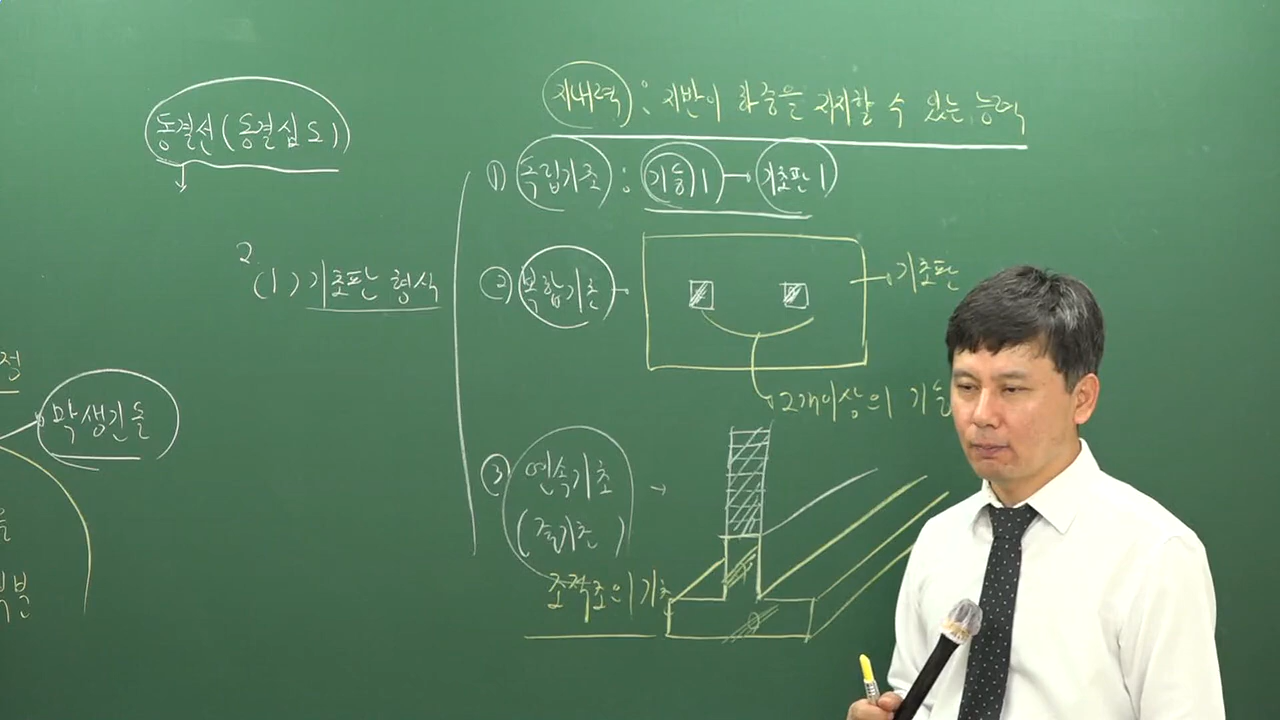 동결선(동결심도)
지내력 : 지반이 하중을 지지할 수 있는 능력
① 독립기초 : 기둥1 → 기초판1
2.
(1) 기초판 형식
② 복합기초 → 기초판
2개이상의 기둥
③ 연속기초 →
(줄기초)
조적조의 기초
정
막생긴돌